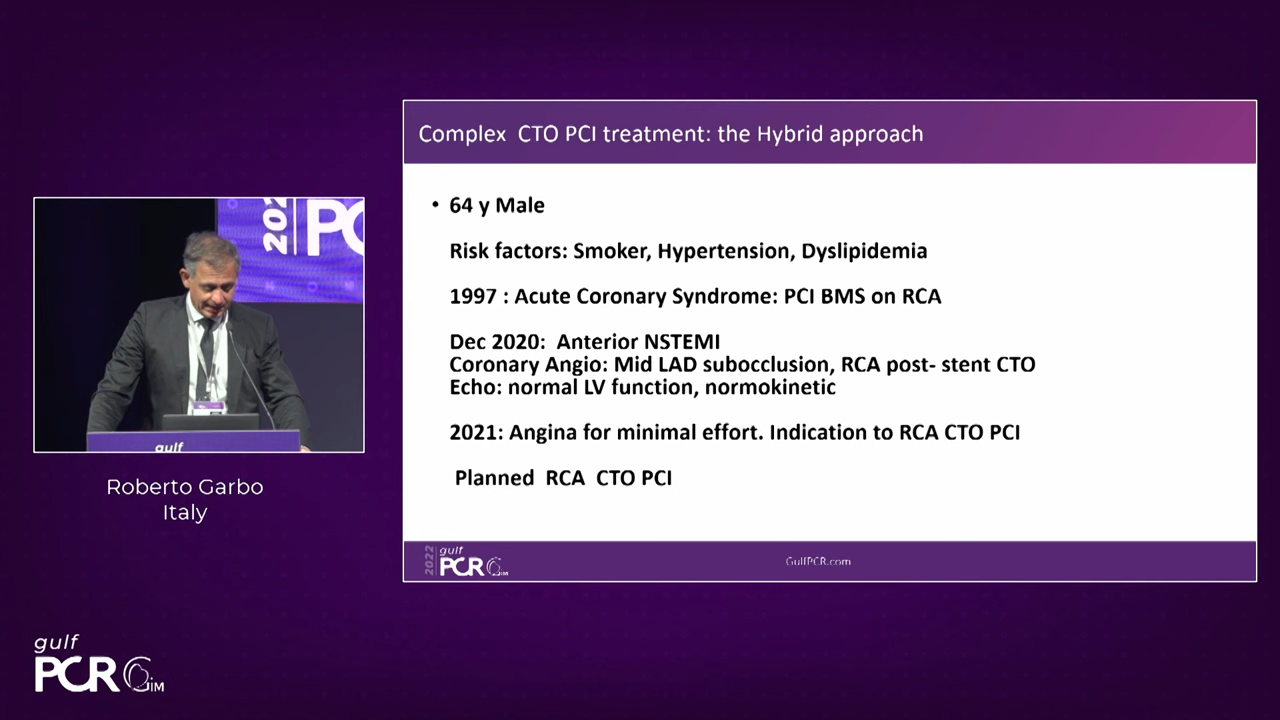 Complex CTO PCI treatment: the Hybrid approach
• 64 y Male
Risk factors: Smoker, Hypertension, Dyslipidemia
1997 : Acute Coronary Syndrome: PCI BMS on RCA
Dec 2020: Anterior NSTEMI
Coronary Angio: Mid LAD subocclusion, RCA post- stent CTO
Echo: normal LV function, normokinetic
2021: Angina for minimal effort. Indication to RCA CTO PCI
Planned RCA CTO PCI
2022 gulf
PCR GIM
GulfPCR.com
202 PC
gulf
Roberto Garbo
Italy
gulf
PCR GIM